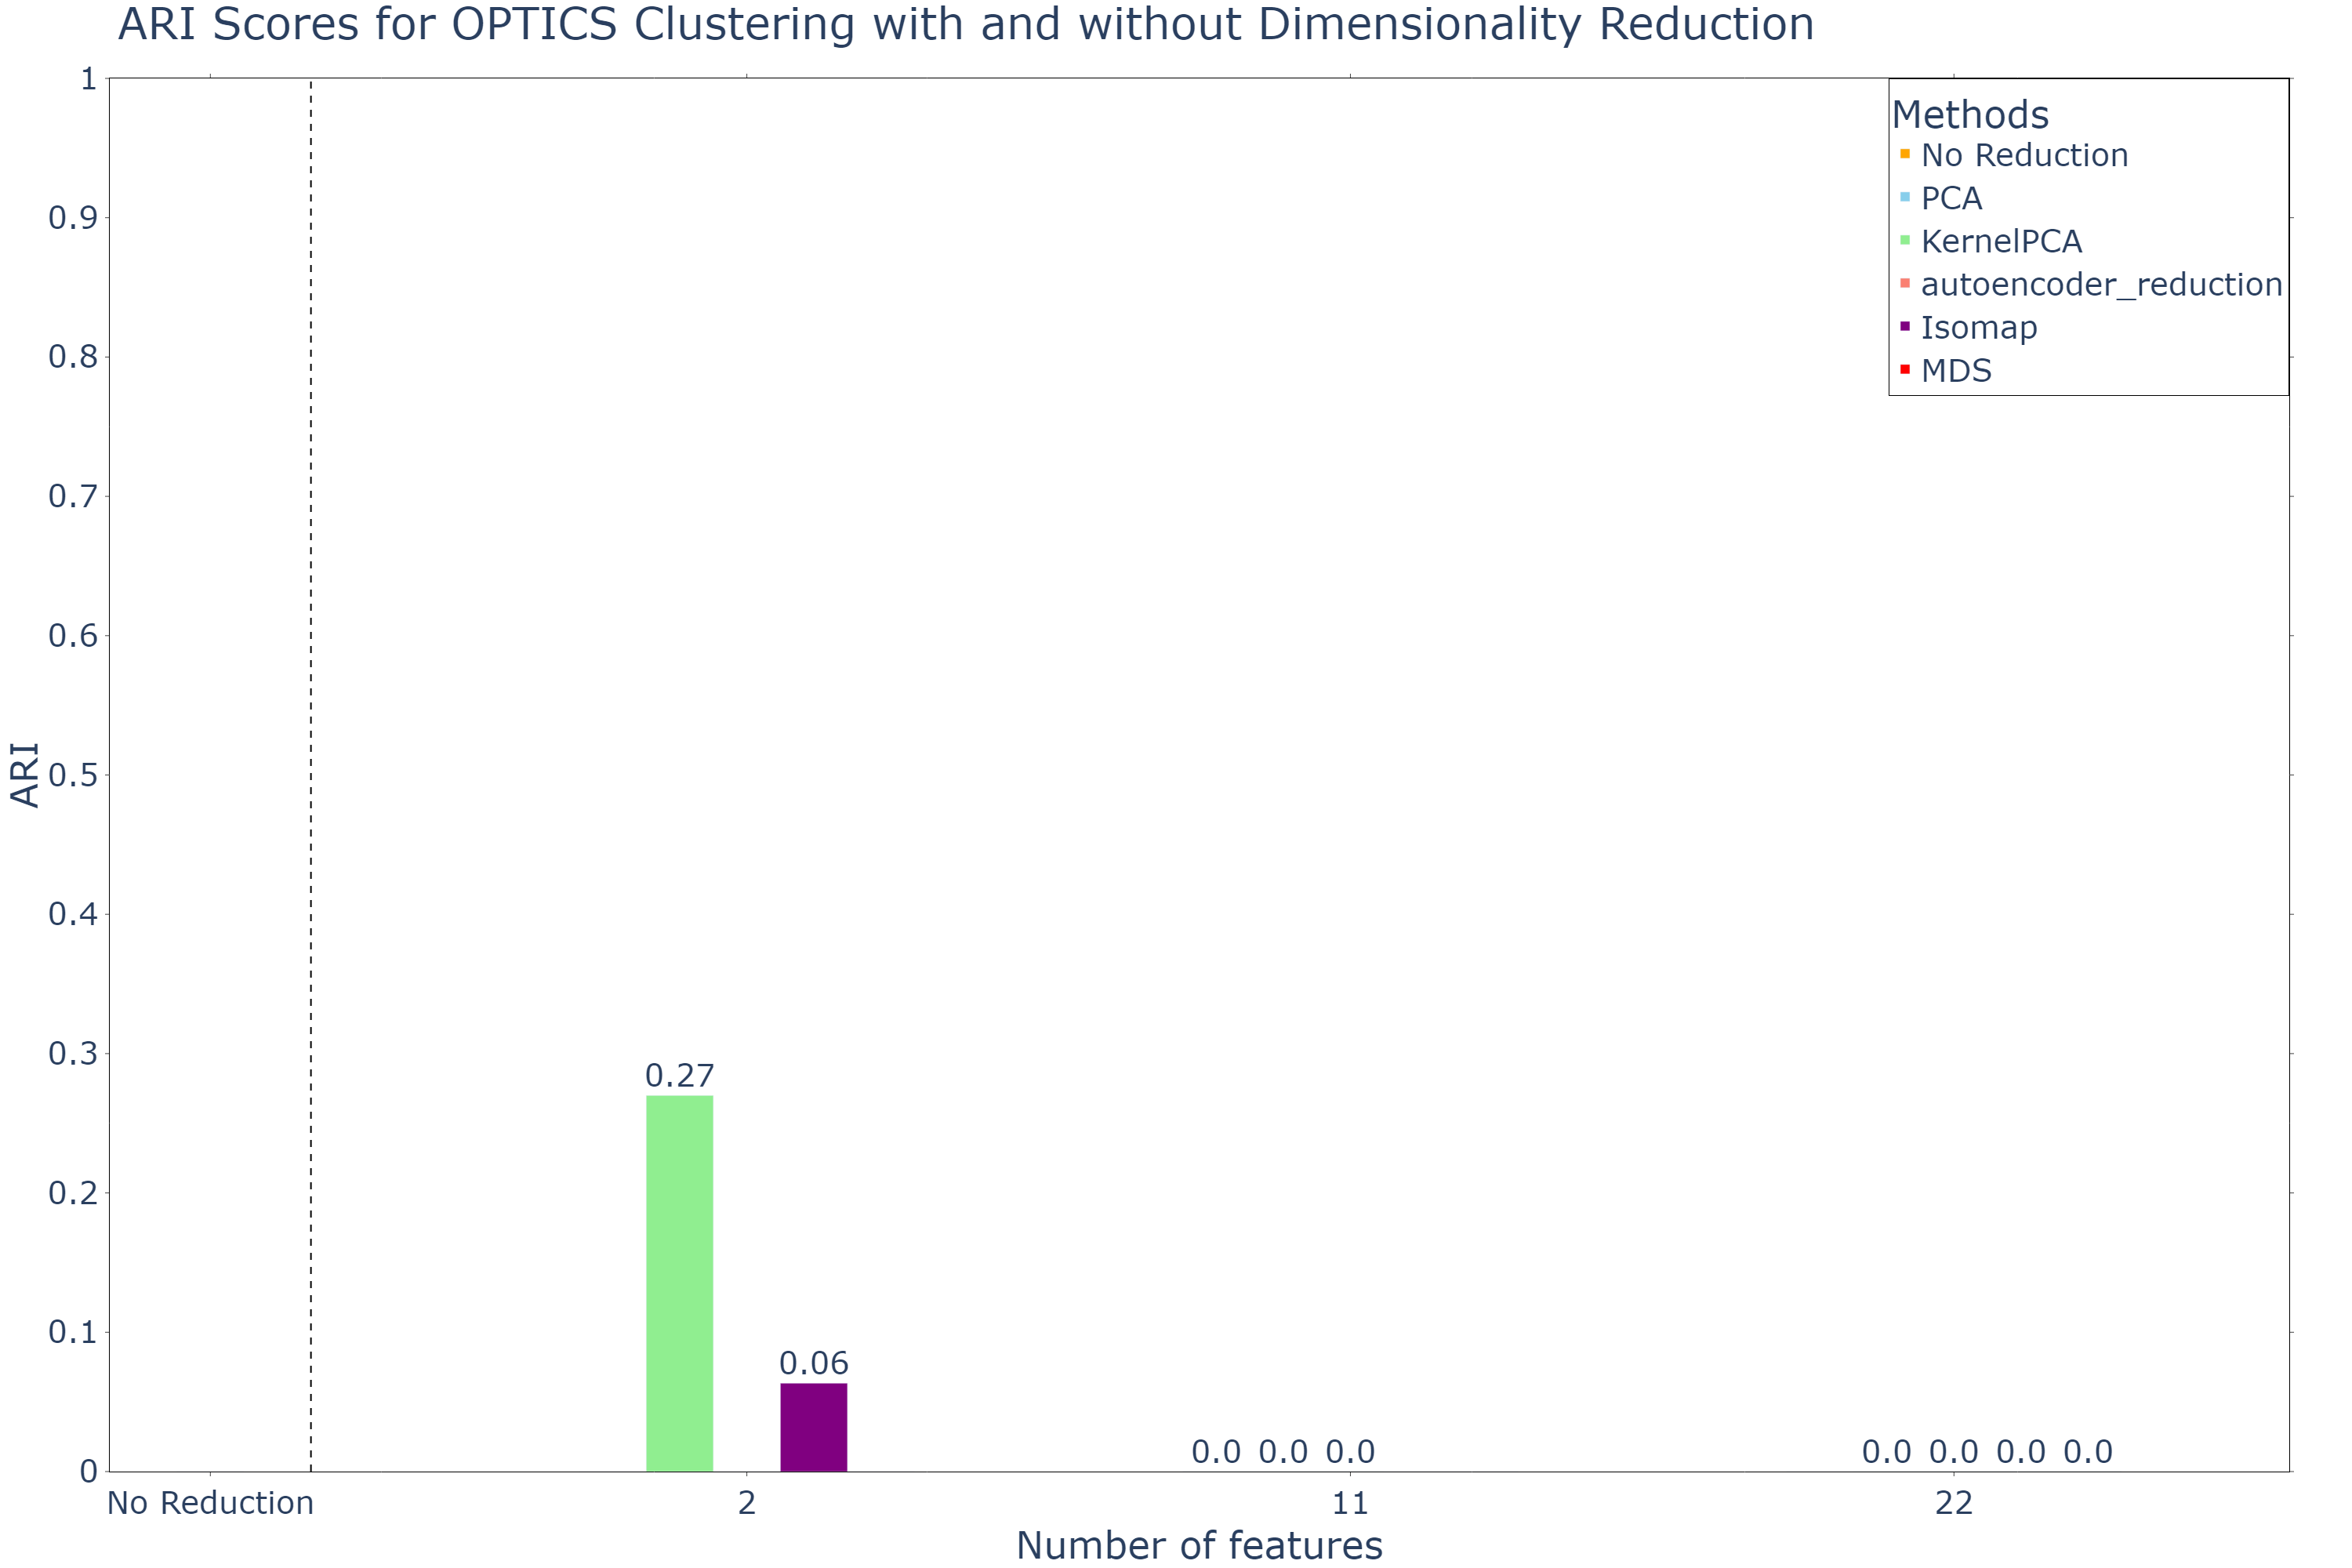 ARI Scores for OPTICS Clustering with and without Dimensionality Reduction
1
0.9
0.8
0.7
0.6
0.5
0.4
0.3
0.2
0.1
0
ARI
Methods
No Reduction
PCA
KernelPCA
autoencoder_reduction
Isomap
MDS
0.27
0.06
0.0 0.0 0.0
0.0 0.0 0.0 0.0
No Reduction 2 11 22
Number of features